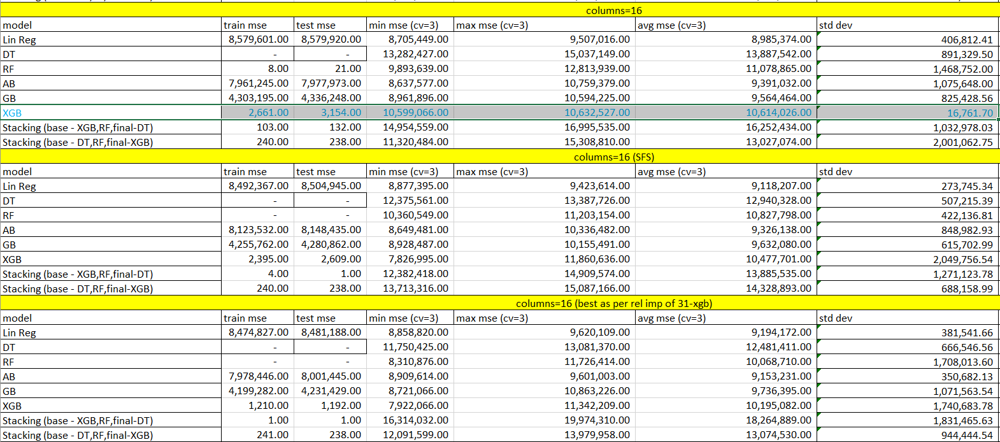 columns=16
model train mse test mse min mse (cv=3) max mse (cv=3) avg mse (cv=3) std dev
Lin Reg 8,579,601.00 8,579,920.00 8,705,449.00 9,507,016.00 8,985,374.00 406,812.41
DT - - 13,282,427.00 15,037,149.00 13,887,542.00 891,329.50
RF 8.00 21.00 9,893,639.00 12,813,939.00 11,078,865.00 1,468,752.00
AB 7,961,245.00 7,977,973.00 8,637,577.00 10,759,379.00 9,391,032.00 1,075,648.00
GB 4,303,195.00 4,336,248.00 8,961,896.00 10,594,225.00 9,564,464.00 825,428.56
XGB 2,661.00 3,154.00 10,599,066.00 10,632,527.00 10,614,026.00 16,761.70
Stacking (base - XGB,RF,final-DT) 103.00 132.00 14,954,559.00 16,995,535.00 16,252,434.00 1,032,978.03
Stacking (base - DT,RF,final-XGB) 240.00 238.00 11,320,484.00 15,308,810.00 13,027,074.00 2,001,062.75
columns=16 (SFS)
model train mse test mse min mse (cv=3) max mse (cv=3) avg mse (cv=3) std dev
Lin Reg 8,492,367.00 8,504,945.00 8,877,395.00 9,423,614.00 9,118,207.00 273,745.34
DT - - 12,375,561.00 13,387,726.00 12,940,328.00 507,215.39
RF - - 10,360,549.00 11,203,154.00 10,827,798.00 422,136.81
AB 8,123,532.00 8,148,435.00 8,649,481.00 10,336,482.00 9,326,138.00 848,982.93
GB 4,255,762.00 4,280,862.00 8,928,487.00 10,155,491.00 9,632,080.00 615,702.99
XGB 2,395.00 2,609.00 7,826,995.00 11,860,636.00 10,477,701.00 2,049,756.54
Stacking (base - XGB,RF,final-DT) 4.00 1.00 12,382,418.00 14,909,574.00 13,885,535.00 1,271,123.78
Stacking (base - DT,RF,final-XGB) 240.00 238.00 13,713,316.00 15,087,166.00 14,328,893.00 688,158.99
columns=16 (best as per rel imp of 31-xgb)
model train mse test mse min mse (cv=3) max mse (cv=3) avg mse (cv=3) std dev
Lin Reg 8,474,827.00 8,481,188.00 8,858,820.00 9,620,109.00 9,194,172.00 381,541.66
DT - - 11,750,425.00 13,081,370.00 12,481,411.00 666,546.56
RF - - 8,310,876.00 11,726,414.00 10,068,710.00 1,708,013.60
AB 7,978,446.00 8,001,445.00 8,909,614.00 9,601,003.00 9,153,231.00 350,682.13
GB 4,199,282.00 4,231,429.00 8,721,066.00 10,863,226.00 9,736,395.00 1,071,563.54
XGB 1,210.00 1,192.00 7,922,066.00 11,342,209.00 10,195,082.00 1,740,683.78
Stacking (base - XGB,RF,final-DT) 1.00 1.00 16,314,032.00 19,974,310.00 18,264,889.00 1,831,465.63
Stacking (base - DT,RF,final-XGB) 241.00 238.00 12,091,599.00 13,979,958.00 13,074,530.00 944,444.54